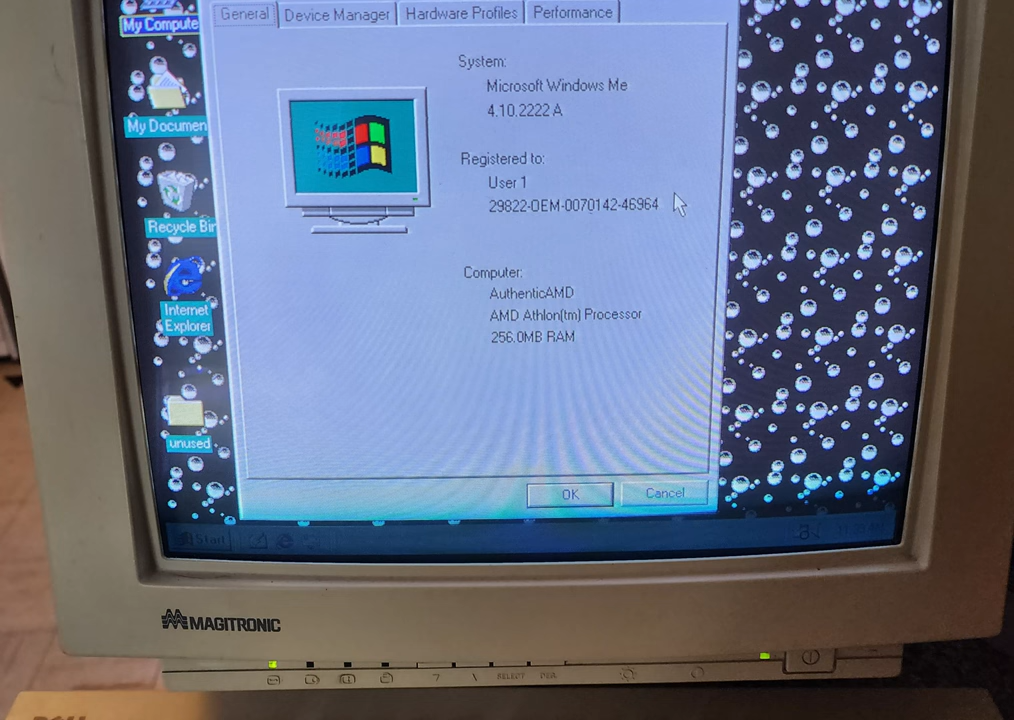 General Device Manager Hardware Profiles Performance
My Compute
System:
Microsoft Windows Me
4.10.2222 A
My Documen
Registered to:
User 1
29822-OEM-0070142-46964
Recycle Bin
Computer:
AuthenticAMD
AMD Athlon(tm) Processor
256.0MB RAM
Internet
Explorer
unused
OK Cancel
Start
MAGITRONIC
SELECT